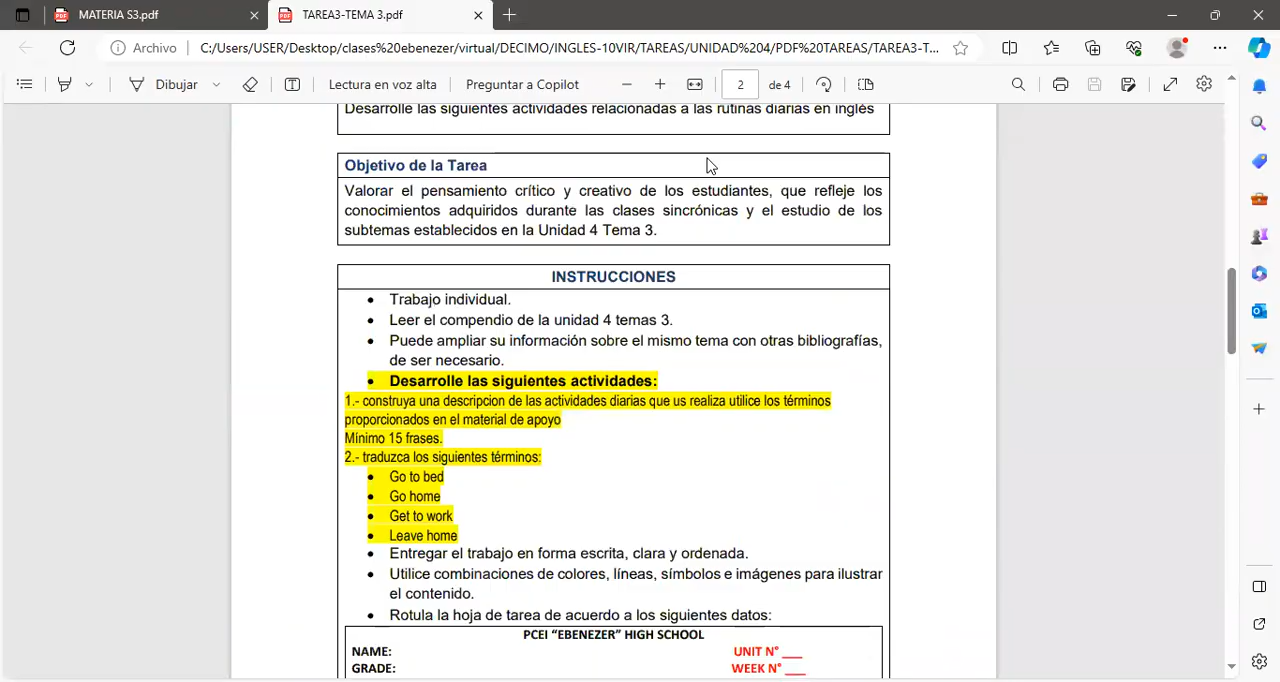 MATERIA S3.pdf
TAREA3-TEMA 3.pdf
Archivo
C:/Users/USER/Desktop/clases%20ebenezer/virtual/DECIMO/INGLES-10VIR/TAREAS/UNIDAD%204/PDF%20TAREAS/TAREA3-T...
Dibujar
Lectura en voz alta
Preguntar a Copilot
2
de 4
Desarrolle las siguientes actividades relacionadas a las rutinas diarias en inglés
Objetivo de la Tarea
Valorar el pensamiento crítico y creativo de los estudiantes, que refleje los
conocimientos adquiridos durante las clases sincrónicas y el estudio de los
subtemas establecidos en la Unidad 4 Tema 3.
INSTRUCCIONES
• Trabajo individual.
• Leer el compendio de la unidad 4 temas 3.
• Puede ampliar su información sobre el mismo tema con otras bibliografías,
de ser necesario.
• Desarrolle las siguientes actividades:
1.- construya una descripcion de las actividades diarias que us realiza utilice los términos
proporcionados en el material de apoyo
Mínimo 15 frases.
2.- traduzca los siguientes términos:
• Go to bed
• Go home
• Get to work
• Leave home
• Entregar el trabajo en forma escrita, clara y ordenada.
• Utilice combinaciones de colores, líneas, símbolos e imágenes para ilustrar
el contenido.
• Rotula la hoja de tarea de acuerdo a los siguientes datos:
PCEI “EBENEZER” HIGH SCHOOL
NAME:
UNIT N° ___
GRADE:
WEEK N° ___